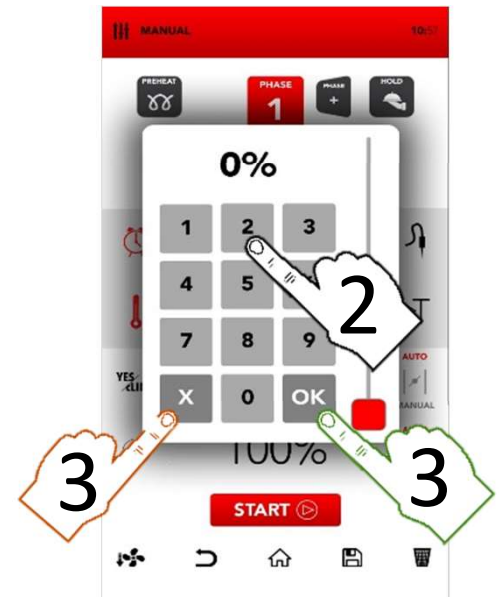 MANUAL 10:57
PREHEAT PHASE PHASE HOLD
1 +
0%
1 2 3
4 5
7 8 9
X 0 OK
2
3 3
YES/
AUTO
MANUAL
100%
START